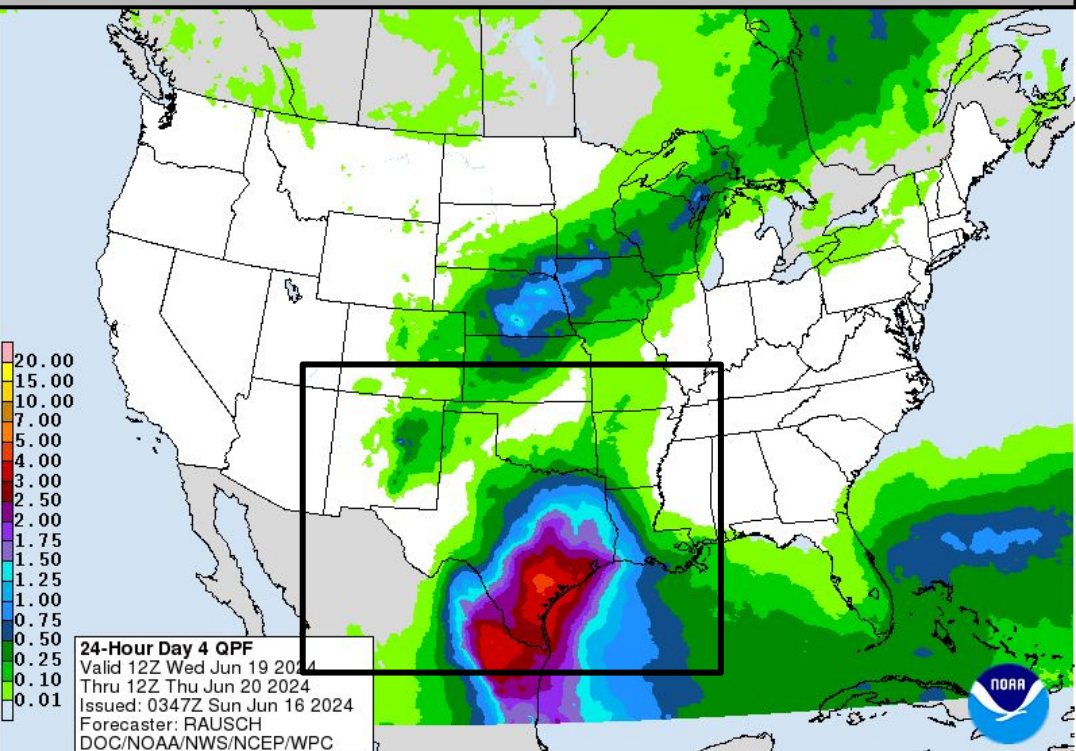 20.00
15.00
10.00
7.00
5.00
4.00
3.00
2.50
2.00
1.75
1.50
1.25
1.00
0.75
0.50
0.25
0.10
0.01
24-Hour Day 4 QPF
Valid 12Z Wed Jun 19 2024
Thru 12Z Thu Jun 20 2024
Issued: 0347Z Sun Jun 16 2024
Forecaster: RAUSCH
DOC/NOAA/NWS/NCEP/WPC
NOAA